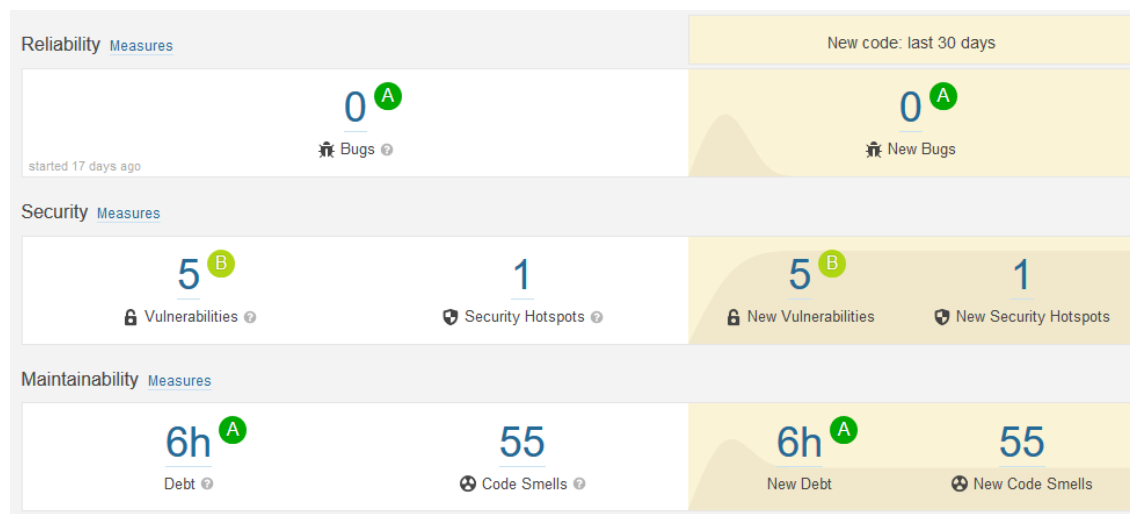 Reliability Measures
New code: last 30 days
0 A
Bugs ?
started 17 days ago
0 A
New Bugs
Security Measures
5 B
Vulnerabilities ?
1
Security Hotspots ?
5 B
New Vulnerabilities
1
New Security Hotspots
Maintainability Measures
6h A
Debt ?
55
Code Smells ?
6h A
New Debt
55
New Code Smells